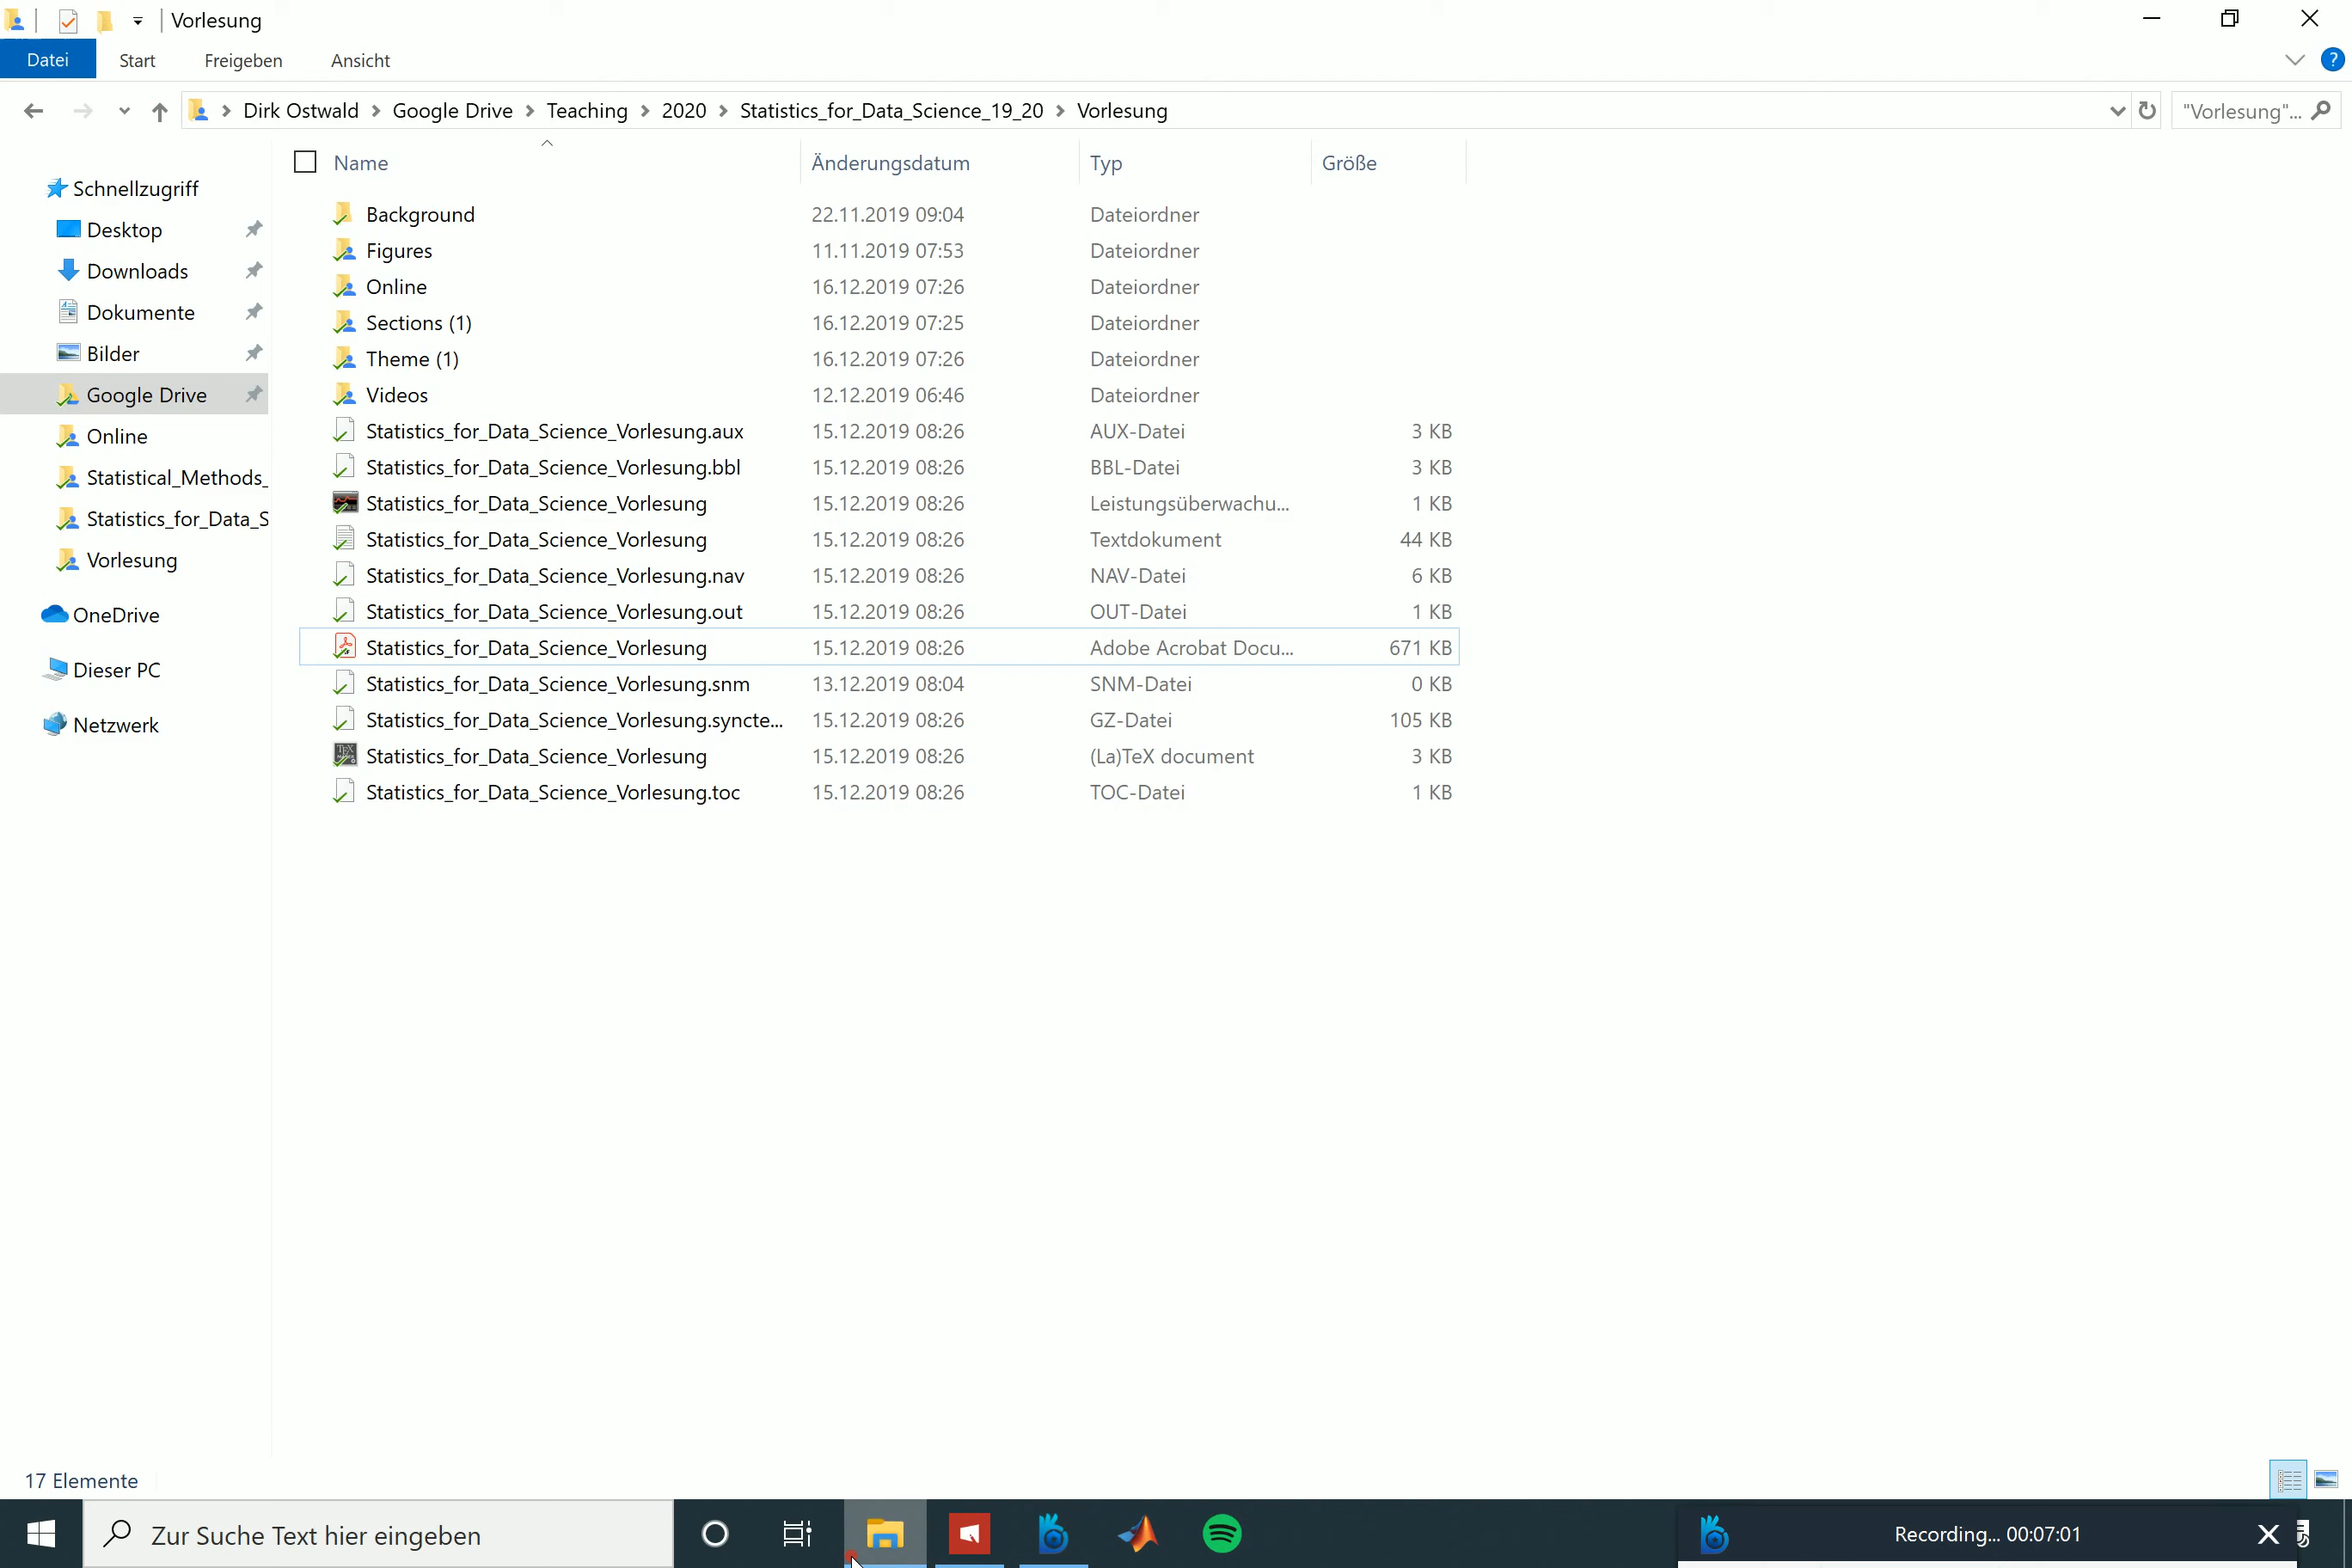 Vorlesung
Datei Start Freigeben Ansicht
Dirk Ostwald Google Drive Teaching 2020 Statistics_for_Data_Science_19_20 Vorlesung "Vorlesung"...
Name Änderungsdatum Typ Größe
Schnellzugriff
Desktop
Downloads
Dokumente
Bilder
Google Drive
Online
Statistical_Methods_
Statistics_for_Data_S
Vorlesung
OneDrive
Dieser PC
Netzwerk
Background 22.11.2019 09:04 Dateiordner
Figures 11.11.2019 07:53 Dateiordner
Online 16.12.2019 07:26 Dateiordner
Sections (1) 16.12.2019 07:25 Dateiordner
Theme (1) 16.12.2019 07:26 Dateiordner
Videos 12.12.2019 06:46 Dateiordner
Statistics_for_Data_Science_Vorlesung.aux 15.12.2019 08:26 AUX-Datei 3 KB
Statistics_for_Data_Science_Vorlesung.bbl 15.12.2019 08:26 BBL-Datei 3 KB
Statistics_for_Data_Science_Vorlesung 15.12.2019 08:26 Leistungsüberwachu... 1 KB
Statistics_for_Data_Science_Vorlesung 15.12.2019 08:26 Textdokument 44 KB
Statistics_for_Data_Science_Vorlesung.nav 15.12.2019 08:26 NAV-Datei 6 KB
Statistics_for_Data_Science_Vorlesung.out 15.12.2019 08:26 OUT-Datei 1 KB
Statistics_for_Data_Science_Vorlesung 15.12.2019 08:26 Adobe Acrobat Docu... 671 KB
Statistics_for_Data_Science_Vorlesung.snm 13.12.2019 08:04 SNM-Datei 0 KB
Statistics_for_Data_Science_Vorlesung.syncte... 15.12.2019 08:26 GZ-Datei 105 KB
Statistics_for_Data_Science_Vorlesung 15.12.2019 08:26 (La)TeX document 3 KB
Statistics_for_Data_Science_Vorlesung.toc 15.12.2019 08:26 TOC-Datei 1 KB
17 Elemente
Zur Suche Text hier eingeben
Recording... 00:07:01